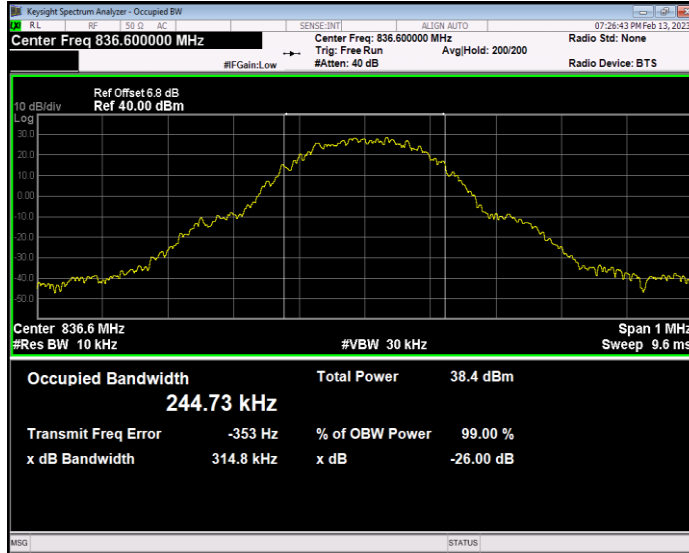 Keysight Spectrum Analyzer - Occupied BW
RL RF 50 Ω AC SENSE:INT ALIGN AUTO 07:26:43 PM Feb 13, 2023
Center Freq 836.600000 MHz
Center Freq: 836.600000 MHz
Radio Std: None
Trig: Free Run Avg|Hold: 200/200
#IFGain:Low #Atten: 40 dB Radio Device: BTS
Ref Offset 6.8 dB
10 dB/div Ref 40.00 dBm
Log
30.0
20.0
10.0
0.00
-10.0
-20.0
-30.0
-40.0
-50.0
Center 836.6 MHz Span 1 MHz
#Res BW 10 kHz #VBW 30 kHz Sweep 9.6 ms
Occupied Bandwidth Total Power 38.4 dBm
244.73 kHz
Transmit Freq Error -353 Hz % of OBW Power 99.00 %
x dB Bandwidth 314.8 kHz x dB -26.00 dB
MSG STATUS